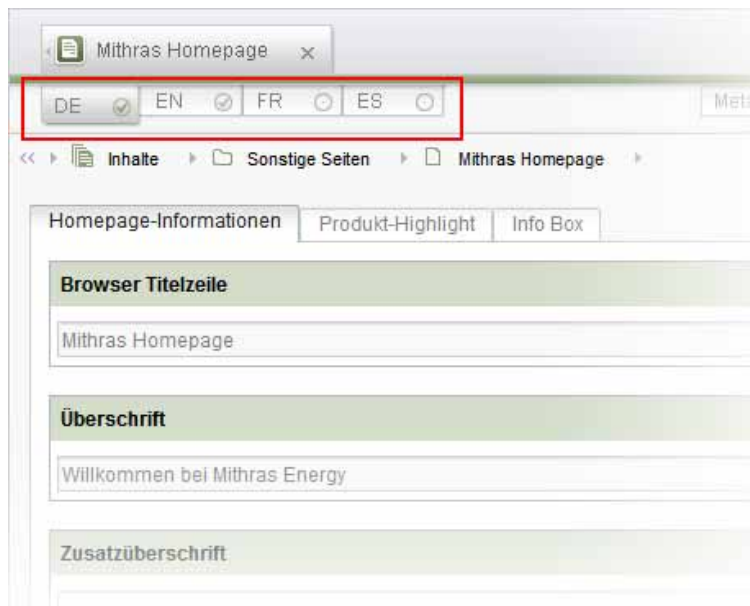 Mithras Homepage
DE EN FR ES
Inhalte Sonstige Seiten Mithras Homepage
Homepage-Informationen Produkt-Highlight Info Box
Browser Titelzeile
Mithras Homepage
Überschrift
Willkommen bei Mithras Energy
Zusatzüberschrift